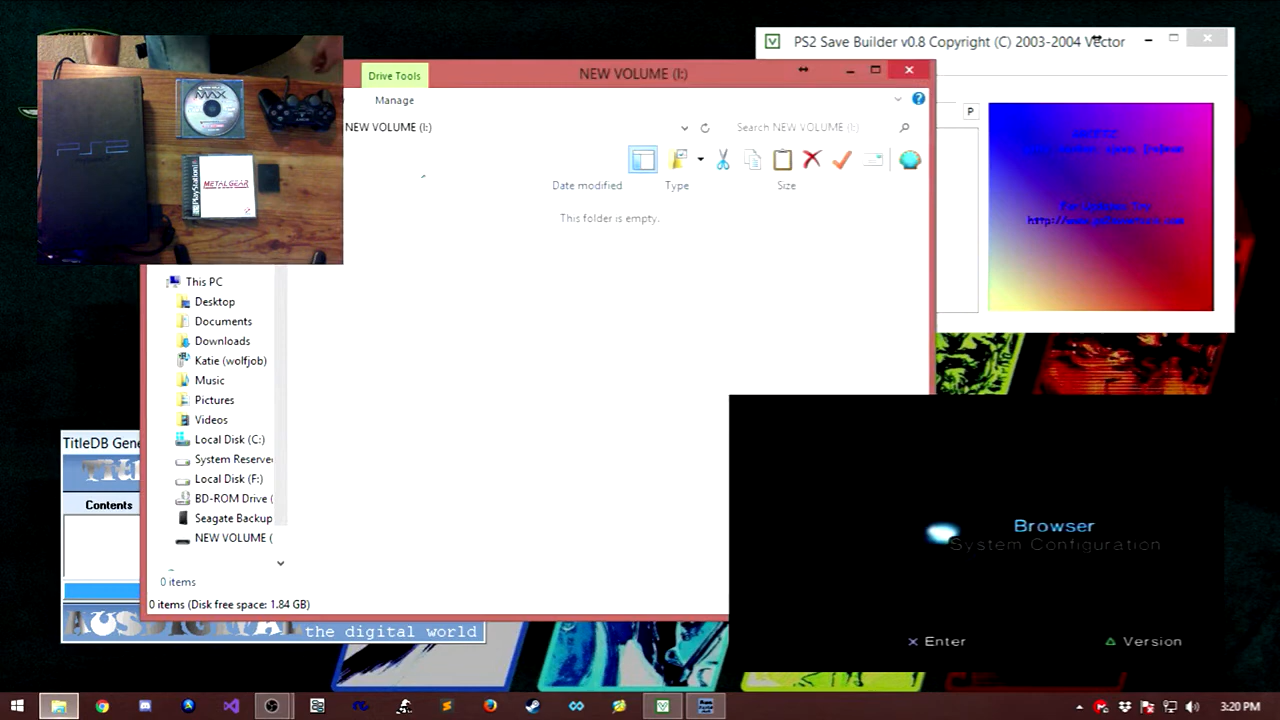 PS2 Save Builder v0.8 Copyright (C) 2003-2004 Vector
Drive Tools
NEW VOLUME (I:)
Manage
NEW VOLUME (I:)
Search NEW VOLUME (I:)
P
Date modified
Type
Size
This folder is empty.
MAX
PS2
PlayStation
METAL GEAR
This PC
Desktop
Documents
Downloads
Katie (wolfjob)
Music
Pictures
Videos
Local Disk (C:)
System Reserve
Local Disk (F:)
BD-ROM Drive (
Seagate Backup
NEW VOLUME (
0 items
0 items (Disk free space: 1.84 GB)
TitleDB Gene
Titl
Contents
AUSDIGITAL
the digital world
Browser
System Configuration
Enter
Version
3:20 PM